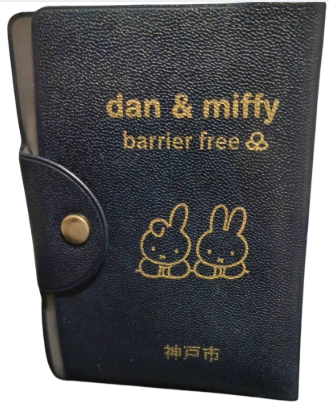 dan & miffy
barrier free
神戸市